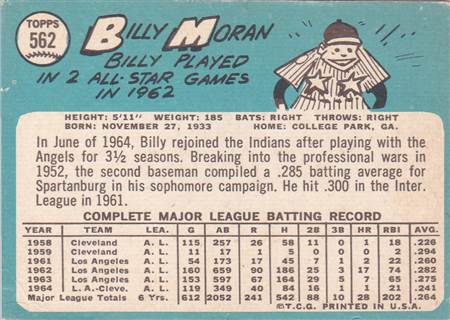 TOPPS
562
BILLY MORAN
BILLY PLAYED
IN 2 ALL-STAR GAMES
IN 1962
HEIGHT: 5'11" WEIGHT: 185 BATS: RIGHT THROWS: RIGHT
BORN: NOVEMBER 27, 1933 HOME: COLLEGE PARK, GA.
In June of 1964, Billy rejoined the Indians after playing with the
Angels for 3½ seasons. Breaking into the professional wars in
1952, the second baseman compiled a .285 batting average for
Spartanburg in his sophomore campaign. He hit .300 in the Inter.
League in 1961.
COMPLETE MAJOR LEAGUE BATTING RECORD
YEAR TEAM LEA. G AB R H 2B 3B HR RBI AVG.
1958 Cleveland A. L. 115 257 26 58 11 0 1 18 .226
1959 Cleveland A. L. 11 17 1 5 0 0 0 2 .294
1961 Los Angeles A. L. 54 173 17 45 7 1 2 22 .260
1962 Los Angeles A. L. 160 659 90 186 25 3 17 74 .282
1963 Los Angeles A. L. 153 597 67 164 29 5 7 65 .275
1964 L. A.-Cleve. A. L. 119 349 40 84 16 1 1 21 .241
Major League Totals 6 Yrs. 612 2052 241 542 88 10 28 202 .264
©T.C.G. PRINTED IN U.S.A.